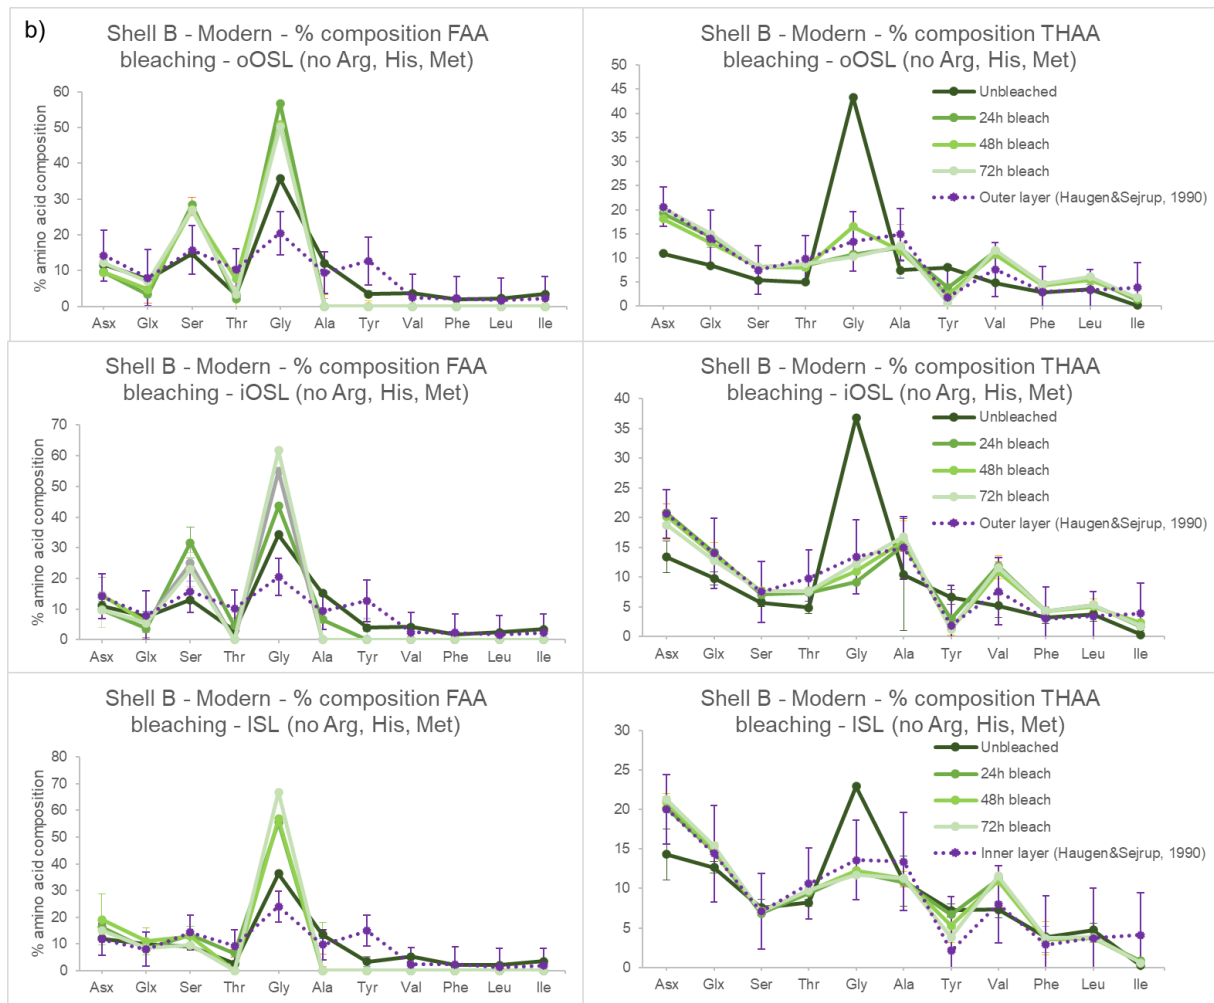 b)
Shell B - Modern - % composition FAA
bleaching - oOSL (no Arg, His, Met)
% amino acid composition
60
50
40
30
20
10
0
Asx Glx Ser Thr Gly Ala Tyr Val Phe Leu Ile
Shell B - Modern - % composition THAA
bleaching - oOSL (no Arg, His, Met)
50
45
40
35
30
25
20
15
10
5
0
Unbleached
24h bleach
48h bleach
72h bleach
Outer layer (Haugen&Sejrup, 1990)
Asx Glx Ser Thr Gly Ala Tyr Val Phe Leu Ile
Shell B - Modern - % composition FAA
bleaching - iOSL (no Arg, His, Met)
% amino acid composition
70
60
50
40
30
20
10
0
Asx Glx Ser Thr Gly Ala Tyr Val Phe Leu Ile
Shell B - Modern - % composition THAA
bleaching - iOSL (no Arg, His, Met)
40
35
30
25
20
15
10
5
0
Unbleached
24h bleach
48h bleach
72h bleach
Outer layer (Haugen&Sejrup, 1990)
Asx Glx Ser Thr Gly Ala Tyr Val Phe Leu Ile
Shell B - Modern - % composition FAA
bleaching - ISL (no Arg, His, Met)
% amino acid composition
80
70
60
50
40
30
20
10
0
Asx Glx Ser Thr Gly Ala Tyr Val Phe Leu Ile
Shell B - Modern - % composition THAA
bleaching - ISL (no Arg, His, Met)
30
25
20
15
10
5
0
Unbleached
24h bleach
48h bleach
72h bleach
Inner layer (Haugen&Sejrup, 1990)
Asx Glx Ser Thr Gly Ala Tyr Val Phe Leu Ile